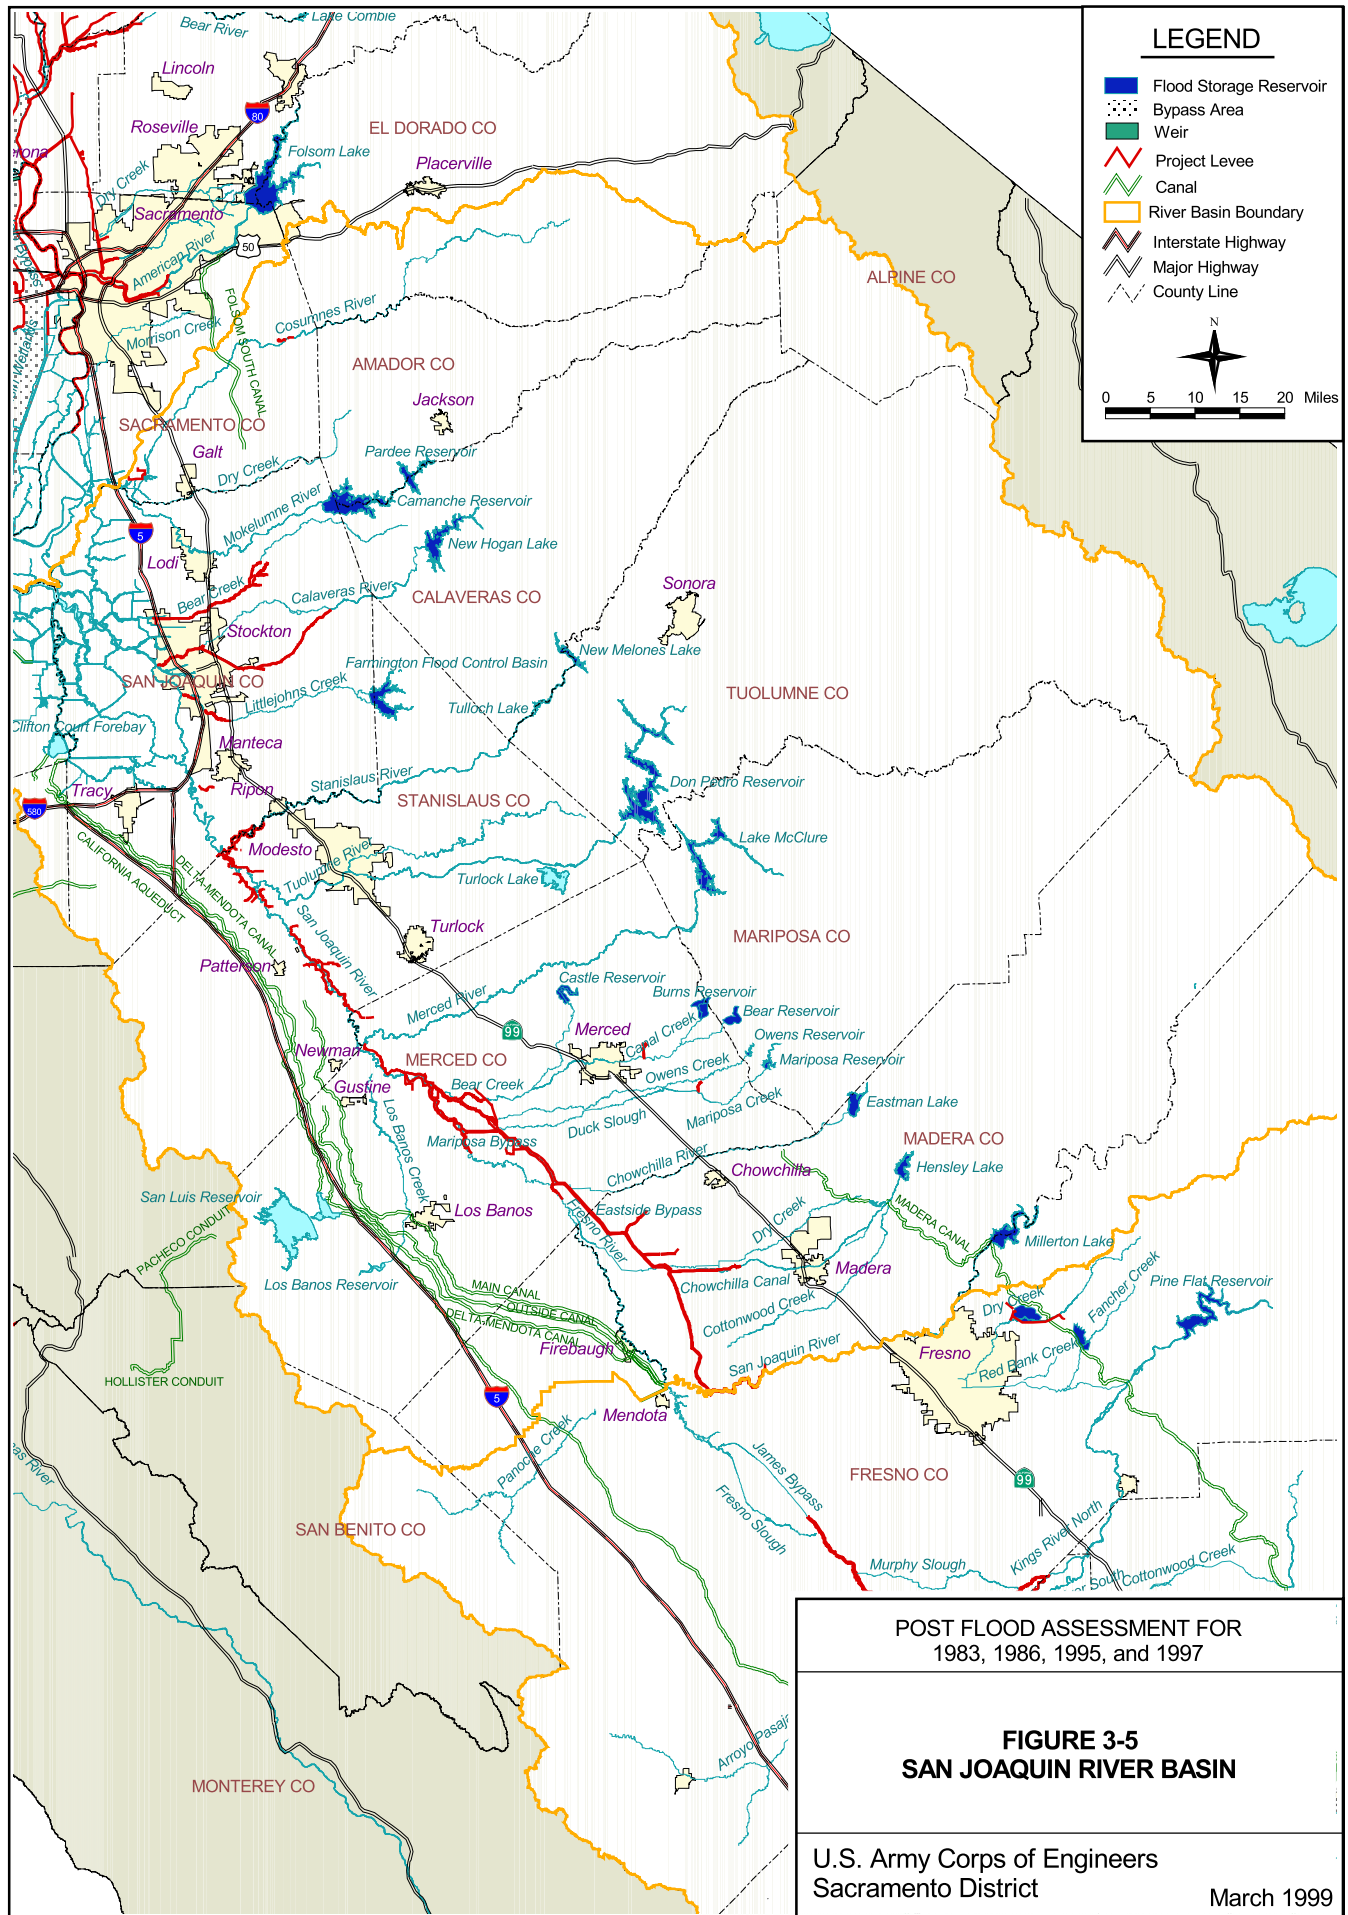 Lake Combie
Bear River
Lincoln
80
Roseville
EL DORADO CO
Folsom Lake
Placerville
Dry Creek
Sacramento
50
American River
Bypass
ALPINE CO
FOLSOM SOUTH CANAL
Cosumnes River
Morrison Creek
AMADOR CO
Jackson
SACRAMENTO CO
Galt
Pardee Reservoir
Dry Creek
Mokelumne River
Camanche Reservoir
5
New Hogan Lake
Lodi
Bear Creek
Calaveras River
CALAVERAS CO
Sonora
Stockton
New Melones Lake
Farmington Flood Control Basin
SAN JOAQUIN CO
Littlejohns Creek
Tulloch Lake
TUOLUMNE CO
Clifton Court Forebay
Manteca
Stanislaus River
Don Pedro Reservoir
Tracy
Ripon
STANISLAUS CO
580
Lake McClure
CALIFORNIA AQUEDUCT
DELTA-MENDOTA CANAL
Modesto
Tuolumne River
Turlock Lake
San Joaquin River
Turlock
MARIPOSA CO
Patterson
Castle Reservoir
Burns Reservoir
Merced River
Bear Reservoir
99
Merced
Canal Creek
Owens Reservoir
Newman
MERCED CO
Mariposa Reservoir
Owens Creek
Gustine
Bear Creek
Eastman Lake
Los Banos Creek
Duck Slough
Mariposa Creek
Mariposa Bypass
MADERA CO
Chowchilla River
Chowchilla
Hensley Lake
San Luis Reservoir
Los Banos
Fresno River
Eastside Bypass
Dry Creek
MADERA CANAL
PACHECO CONDUIT
Millerton Lake
Madera
Los Banos Reservoir
Chowchilla Canal
Fancher Creek
Pine Flat Reservoir
MAIN CANAL
OUTSIDE CANAL
DELTA-MENDOTA CANAL
Cottonwood Creek
Dry Creek
Firebaugh
San Joaquin River
Fresno
Red Bank Creek
HOLLISTER CONDUIT
5
Mendota
Panoche Creek
James Bypass
FRESNO CO
99
Fresno Slough
SAN BENITO CO
Kings River North
Murphy Slough
South
Cottonwood Creek
MONTEREY CO
LEGEND
Flood Storage Reservoir
Bypass Area
Weir
Project Levee
Canal
River Basin Boundary
Interstate Highway
Major Highway
County Line
N
0 5 10 15 20 Miles
POST FLOOD ASSESSMENT FOR
1983, 1986, 1995, and 1997
FIGURE 3-5
SAN JOAQUIN RIVER BASIN
U.S. Army Corps of Engineers
Sacramento District
March 1999